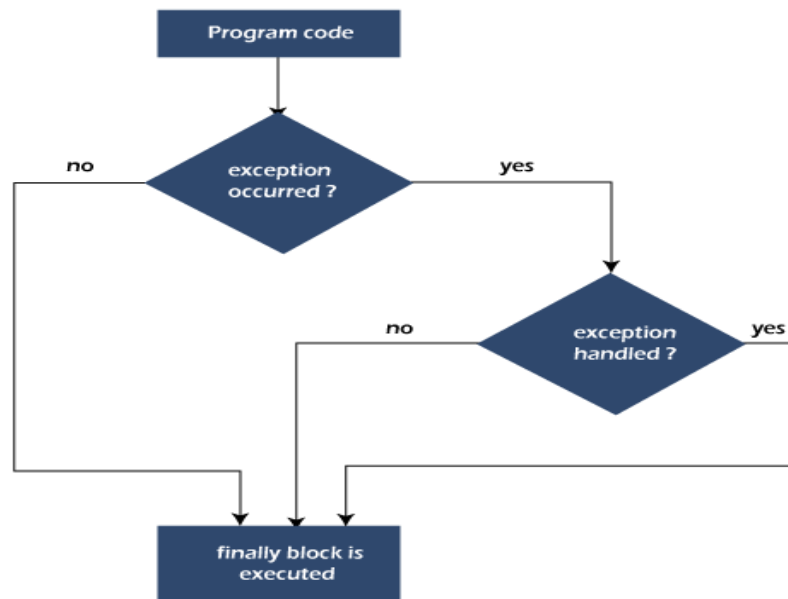 Program code
no
exception
occurred ?
yes
no
exception
handled ?
yes
finally block is
executed